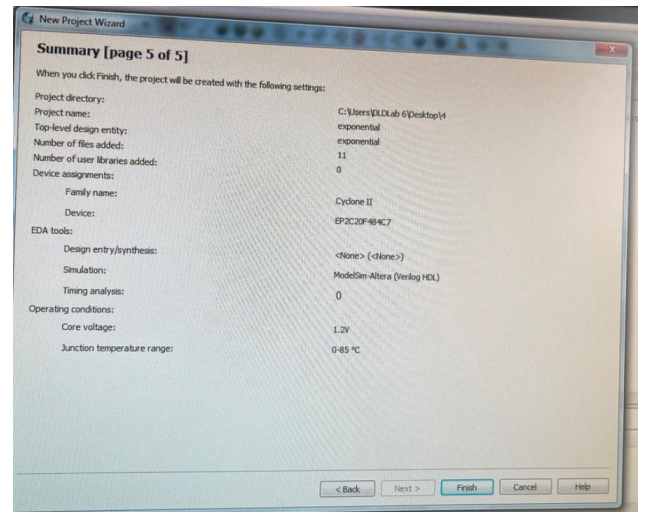 New Project Wizard
Summary [page 5 of 5]
When you click Finish, the project will be created with the following settings:
Project directory: C:\Users\DLDLab 6\Desktop\4
Project name: exponential
Top-level design entity: exponential
Number of files added: 11
Number of user libraries added: 0
Device assignments:
Family name: Cyclone II
Device: EP2C20F484C7
EDA tools:
Design entry/synthesis: <None> (<None>)
Simulation: ModelSim-Altera (Verilog HDL)
Timing analysis: 0
Operating conditions:
Core voltage: 1.2V
Junction temperature range: 0-85 ºC
< Back Next > Finish Cancel Help